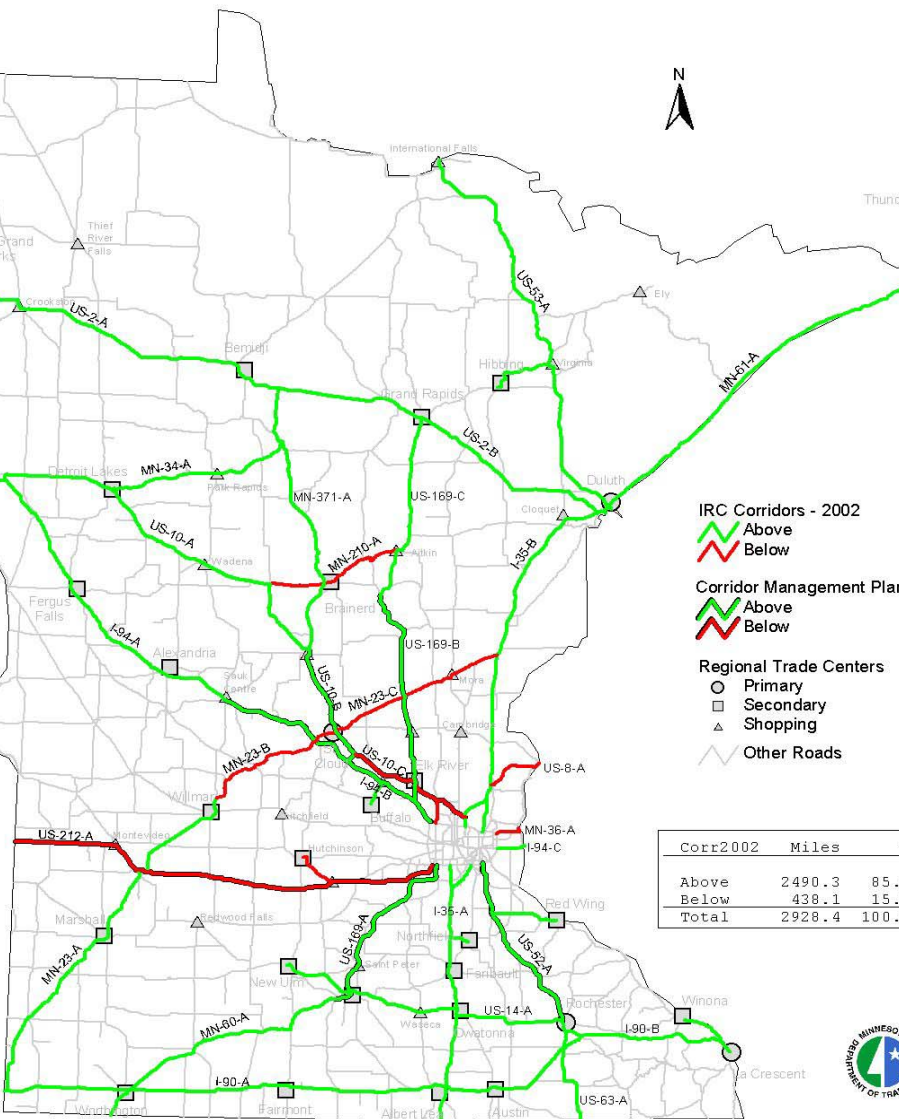 N
International Falls
Thief
River
Falls
Grand
Crookston
US-2-A
US-53-A
Ely
Bemidji
Hibbing
Virginia
MN-61-A
Grand Rapids
US-2-B
Detroit Lakes
MN-34-A
Park Rapids
MN-371-A
US-169-C
Duluth
Cloquet
IRC Corridors - 2002
Above
Below
US-10-A
Wadena
MN-210-A
Aitkin
I-35-B
Brainerd
Corridor Management Plan
Above
Below
Fergus
Falls
I-94-A
US-169-B
Alexandria
Sauk
Centre
US-10-B
MN-23-C
Mora
Regional Trade Centers
Primary
Secondary
Shopping
Other Roads
MN-23-B
Cloud
US-10-C
Cambridge
Elk River
I-94-B
US-8-A
Buffalo
Willmar
Litchfield
US-212-A
Montevideo
Hutchinson
MN-36-A
I-94-C
Corr2002 Miles
Above 2490.3 85.
Below 438.1 15.
Total 2928.4 100.
Marshall
Redwood Falls
MN-23-A
US-169-A
I-35-A
Northfield
Red Wing
US-52-A
New Ulm
Saint Peter
Faribault
MN-60-A
Waseca
Owatonna
US-14-A
Rochester
Winona
I-90-B
La Crescent
I-90-A
Worthington
Fairmont
Albert Lea
Austin
US-63-A
MINNESO
DEPARTMENT OF TRA